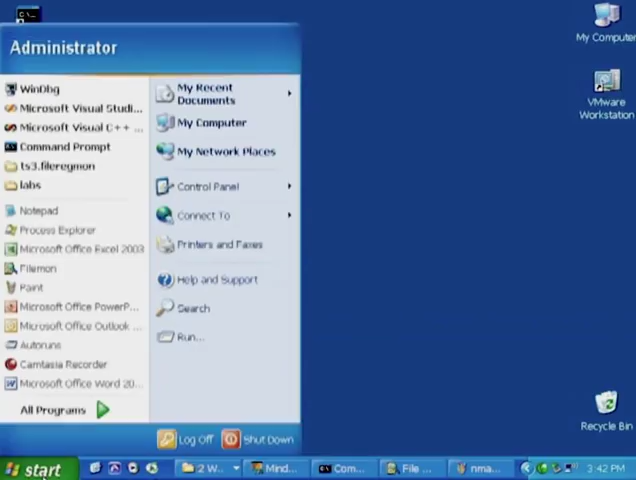 Administrator
WinDbg
Microsoft Visual Studi...
Microsoft Visual C++ ...
Command Prompt
ts3.fileregmon
labs
Notepad
Process Explorer
Microsoft Office Excel 2003
Filemon
Paint
Microsoft Office PowerP...
Microsoft Office Outlook ...
Autoruns
Camtasia Recorder
Microsoft Office Word 20...
All Programs
My Recent
Documents
My Computer
My Network Places
Control Panel
Connect To
Printers and Faxes
Help and Support
Search
Run...
Log Off
Shut Down
My Computer
VMware
Workstation
Recycle Bin
start
2 W...
Mind...
Com...
File ...
nma...
3:42 PM